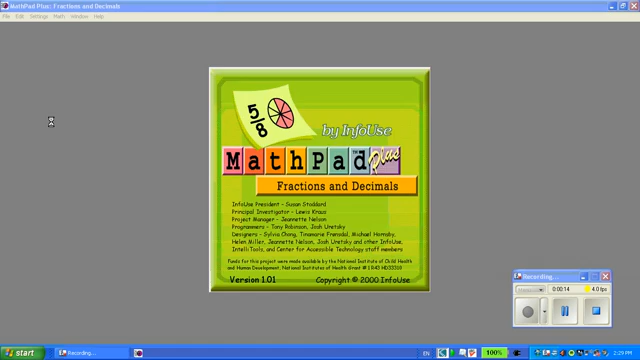 MathPad Plus: Fractions and Decimals
File Edit Settings Math Window Help
5/8
by InfoUse
MathPad™ Plus
Fractions and Decimals
InfoUse President - Susan Stoddard
Principal Investigator - Lewis Kraus
Project Manager - Jeannette Nelson
Programmers - Tony Robinson, Josh Uretsky
Designers - Sylvia Chong, Tinamarie Frenadal, Michael Hornsby,
Helen Miller, Jeannette Nelson, Josh Uretsky and other InfoUse,
IntelliTools, and Center for Accessible Technology staff members
Funds for this project were made available by the National Institute of Child Health
and Human Development, National Institutes of Health Grant
Version 1.01 Copyright © 2000 InfoUse
Recording...
0:00:14 4.0 fps
start Recording... EN 100% 2:29 PM